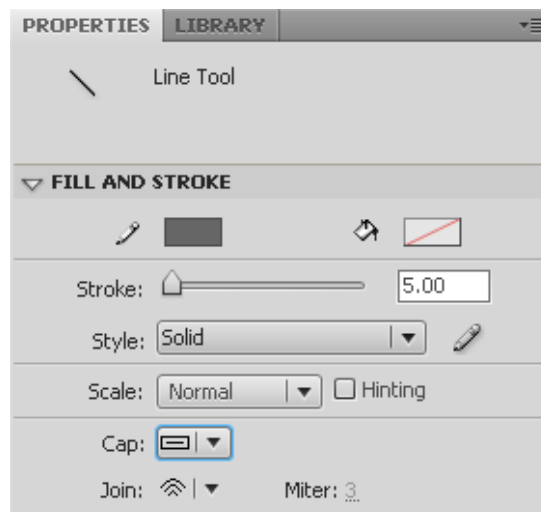 PROPERTIES LIBRARY
Line Tool
FILL AND STROKE
Stroke: 5.00
Style: Solid
Scale: Normal Hinting
Cap:
Join: Miter: 3